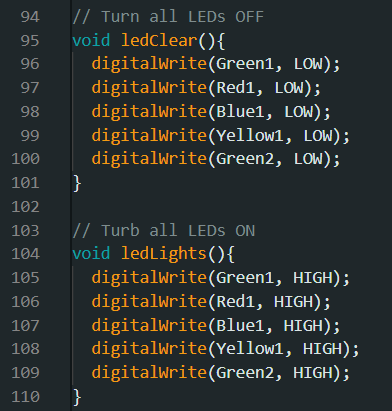 94 // Turn all LEDs OFF
95 void ledClear(){
96   digitalWrite(Green1, LOW);
97   digitalWrite(Red1, LOW);
98   digitalWrite(Blue1, LOW);
99   digitalWrite(Yellow1, LOW);
100   digitalWrite(Green2, LOW);
101 }
102
103 // Turb all LEDs ON
104 void ledLights(){
105   digitalWrite(Green1, HIGH);
106   digitalWrite(Red1, HIGH);
107   digitalWrite(Blue1, HIGH);
108   digitalWrite(Yellow1, HIGH);
109   digitalWrite(Green2, HIGH);
110 }